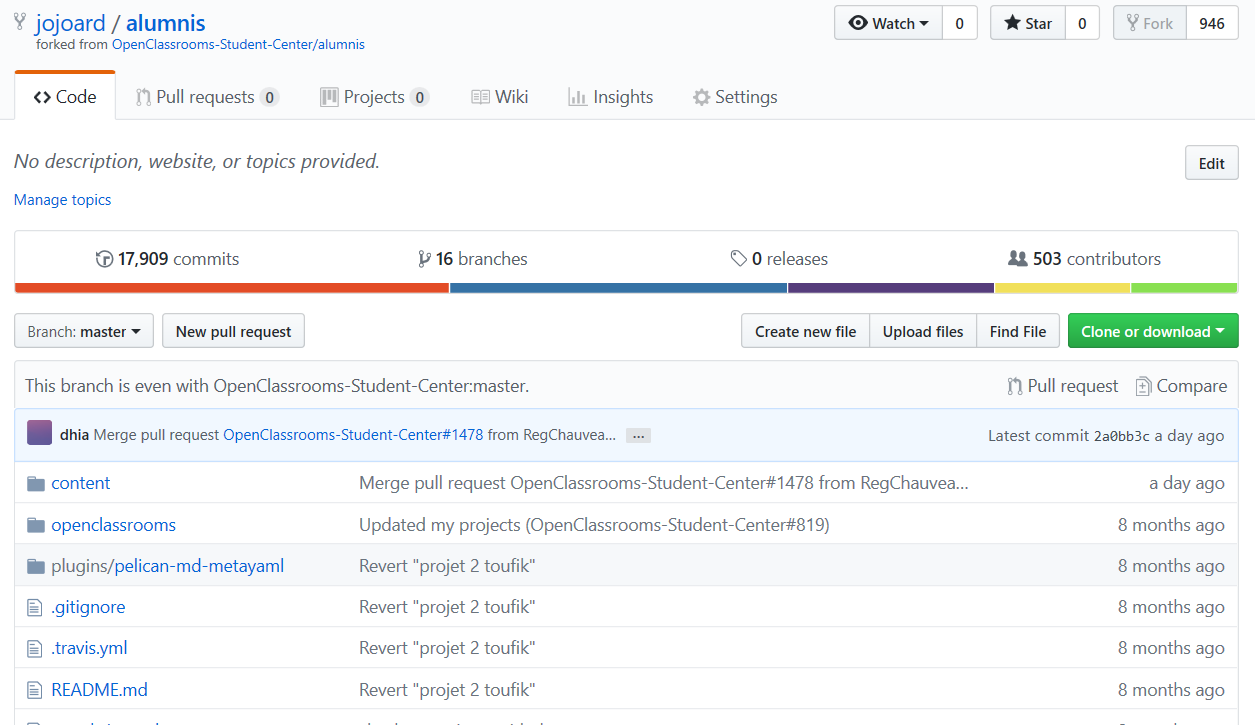 jojoard / alumnis
Watch 0 Star 0 Fork 946
forked from OpenClassrooms-Student-Center/alumnis
Code Pull requests 0 Projects 0 Wiki Insights Settings
No description, website, or topics provided.
Edit
Manage topics
17,909 commits 16 branches 0 releases 503 contributors
Branch: master New pull request Create new file Upload files Find File Clone or download
This branch is even with OpenClassrooms-Student-Center:master. Pull request Compare
dhia Merge pull request OpenClassrooms-Student-Center#1478 from RegChauvea... ... Latest commit 2a0bb3c a day ago
content Merge pull request OpenClassrooms-Student-Center#1478 from RegChauvea... a day ago
openclassrooms Updated my projects (OpenClassrooms-Student-Center#819) 8 months ago
plugins/pelican-md-metayaml Revert "projet 2 toufik" 8 months ago
.gitignore Revert "projet 2 toufik" 8 months ago
.travis.yml Revert "projet 2 toufik" 8 months ago
README.md Revert "projet 2 toufik" 8 months ago